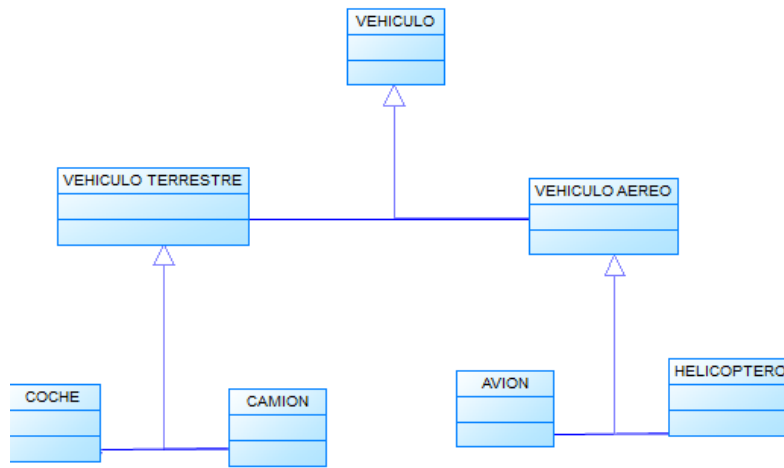 VEHICULO
VEHICULO TERRESTRE
VEHICULO AEREO
COCHE
CAMION
AVION
HELICOPTERO